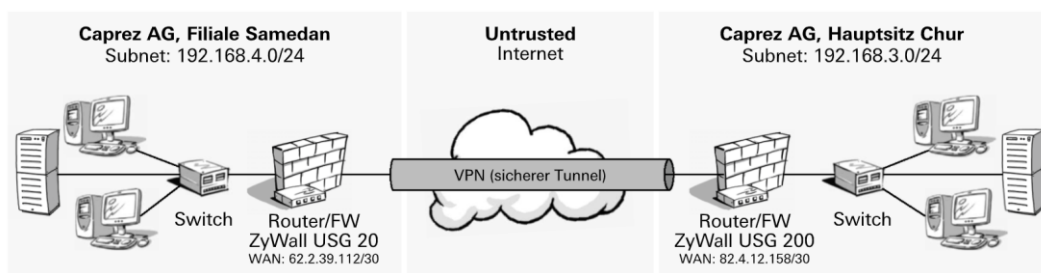 Caprez AG, Filiale Samedan
Subnet: 192.168.4.0/24
Untrusted
Internet
Caprez AG, Hauptsitz Chur
Subnet: 192.168.3.0/24
VPN (sicherer Tunnel)
Switch
Router/FW
ZyWall USG 20
WAN: 62.2.39.112/30
Router/FW
ZyWall USG 200
WAN: 82.4.12.158/30
Switch